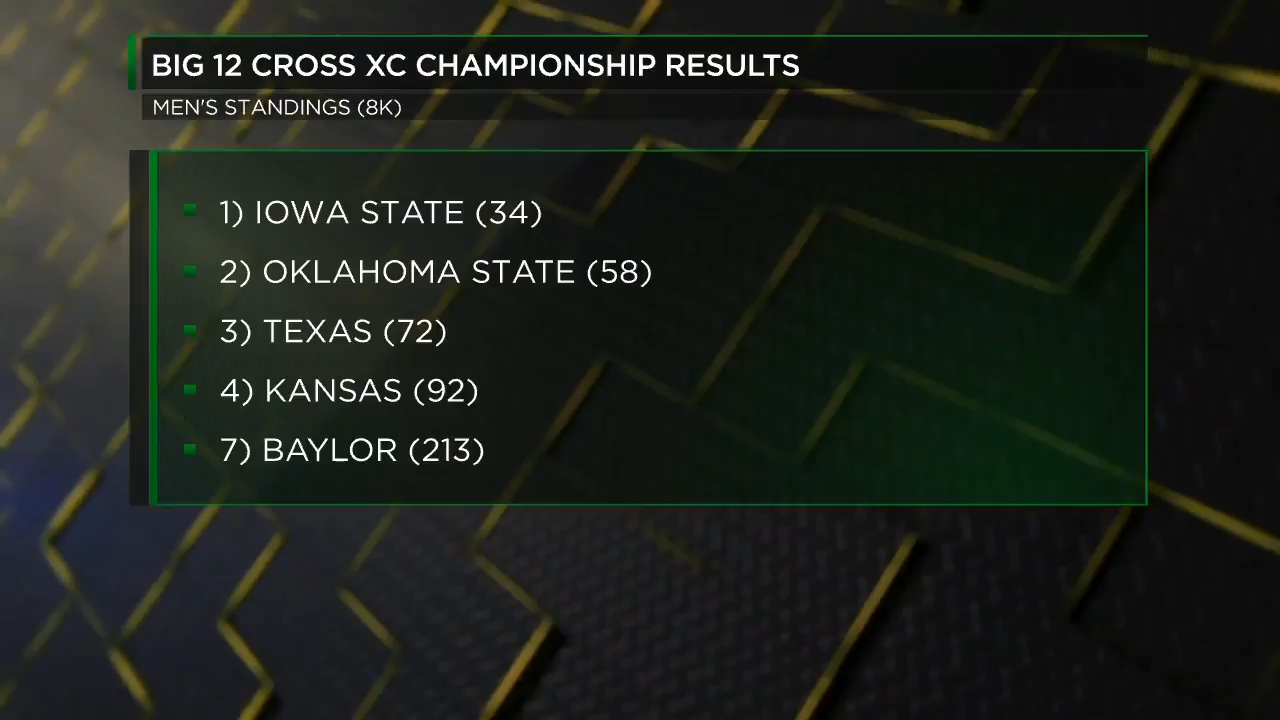 BIG 12 CROSS XC CHAMPIONSHIP RESULTS
MEN'S STANDINGS (8K)
1) IOWA STATE (34)
2) OKLAHOMA STATE (58)
3) TEXAS (72)
4) KANSAS (92)
7) BAYLOR (213)